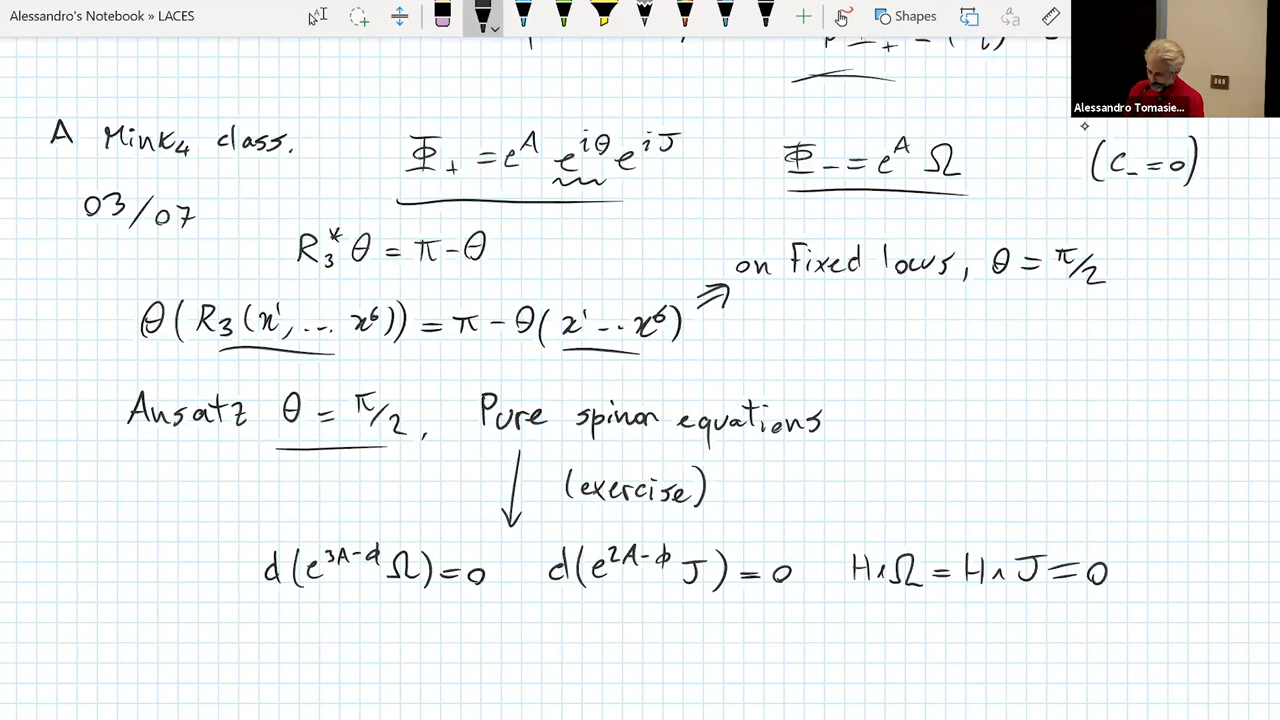 Alessandro's Notebook » LACES
Shapes
Alessandro Tomasie...
A Mink₄ class.
Φ₊ = e^A e^{iθ} e^{iJ}
Φ₋ = e^A Ω
(c₋ = 0)
03/07
R₃* θ = π - θ
on fixed locus, θ = π/2
θ(R₃(x¹, ... x⁶)) = π - θ(x¹ ·· x⁶) ⇒
Ansatz θ = π/2, Pure spinor equations
(exercise)
d(e^{3A-ϕ} Ω) = 0 d(e^{2A-ϕ} J) = 0 H∧Ω = H∧J = 0